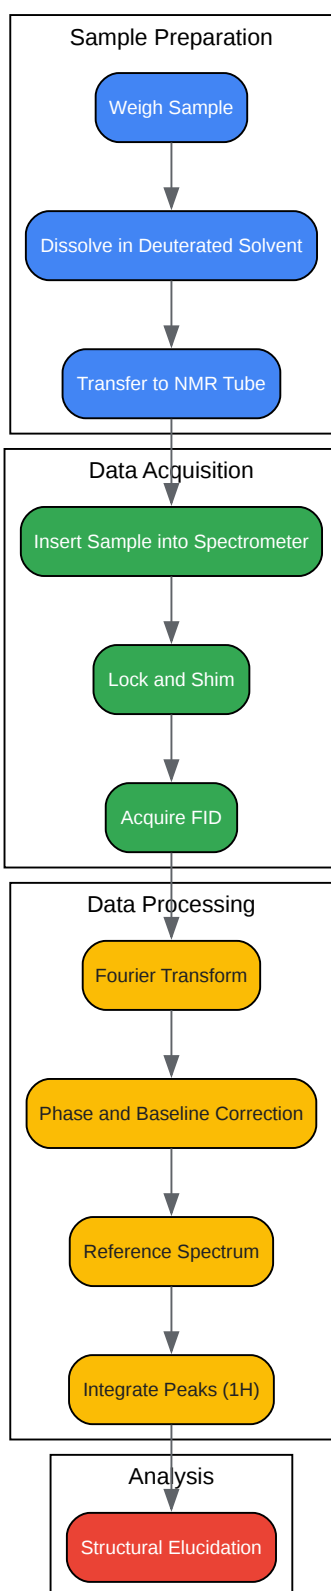 Sample Preparation
Weigh Sample
Dissolve in Deuterated Solvent
Transfer to NMR Tube
Data Acquisition
Insert Sample into Spectrometer
Lock and Shim
Acquire FID
Data Processing
Fourier Transform
Phase and Baseline Correction
Reference Spectrum
Integrate Peaks (1H)
Analysis
Structural Elucidation